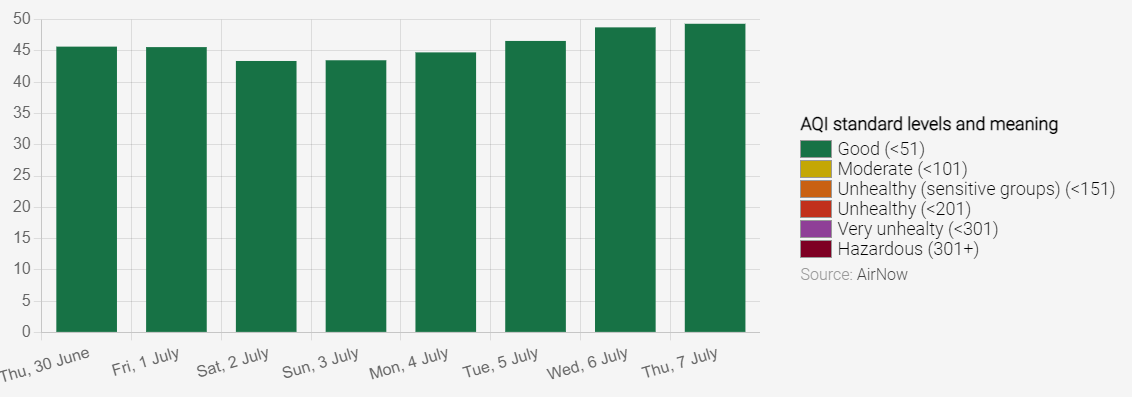 50
45
40
35
30
25
20
15
10
5
0
Thu, 30 June
Fri, 1 July
Sat, 2 July
Sun, 3 July
Mon, 4 July
Tue, 5 July
Wed, 6 July
Thu, 7 July
AQI standard levels and meaning
Good (<51)
Moderate (<101)
Unhealthy (sensitive groups) (<151)
Unhealthy (<201)
Very unhealty (<301)
Hazardous (301+)
Source: AirNow